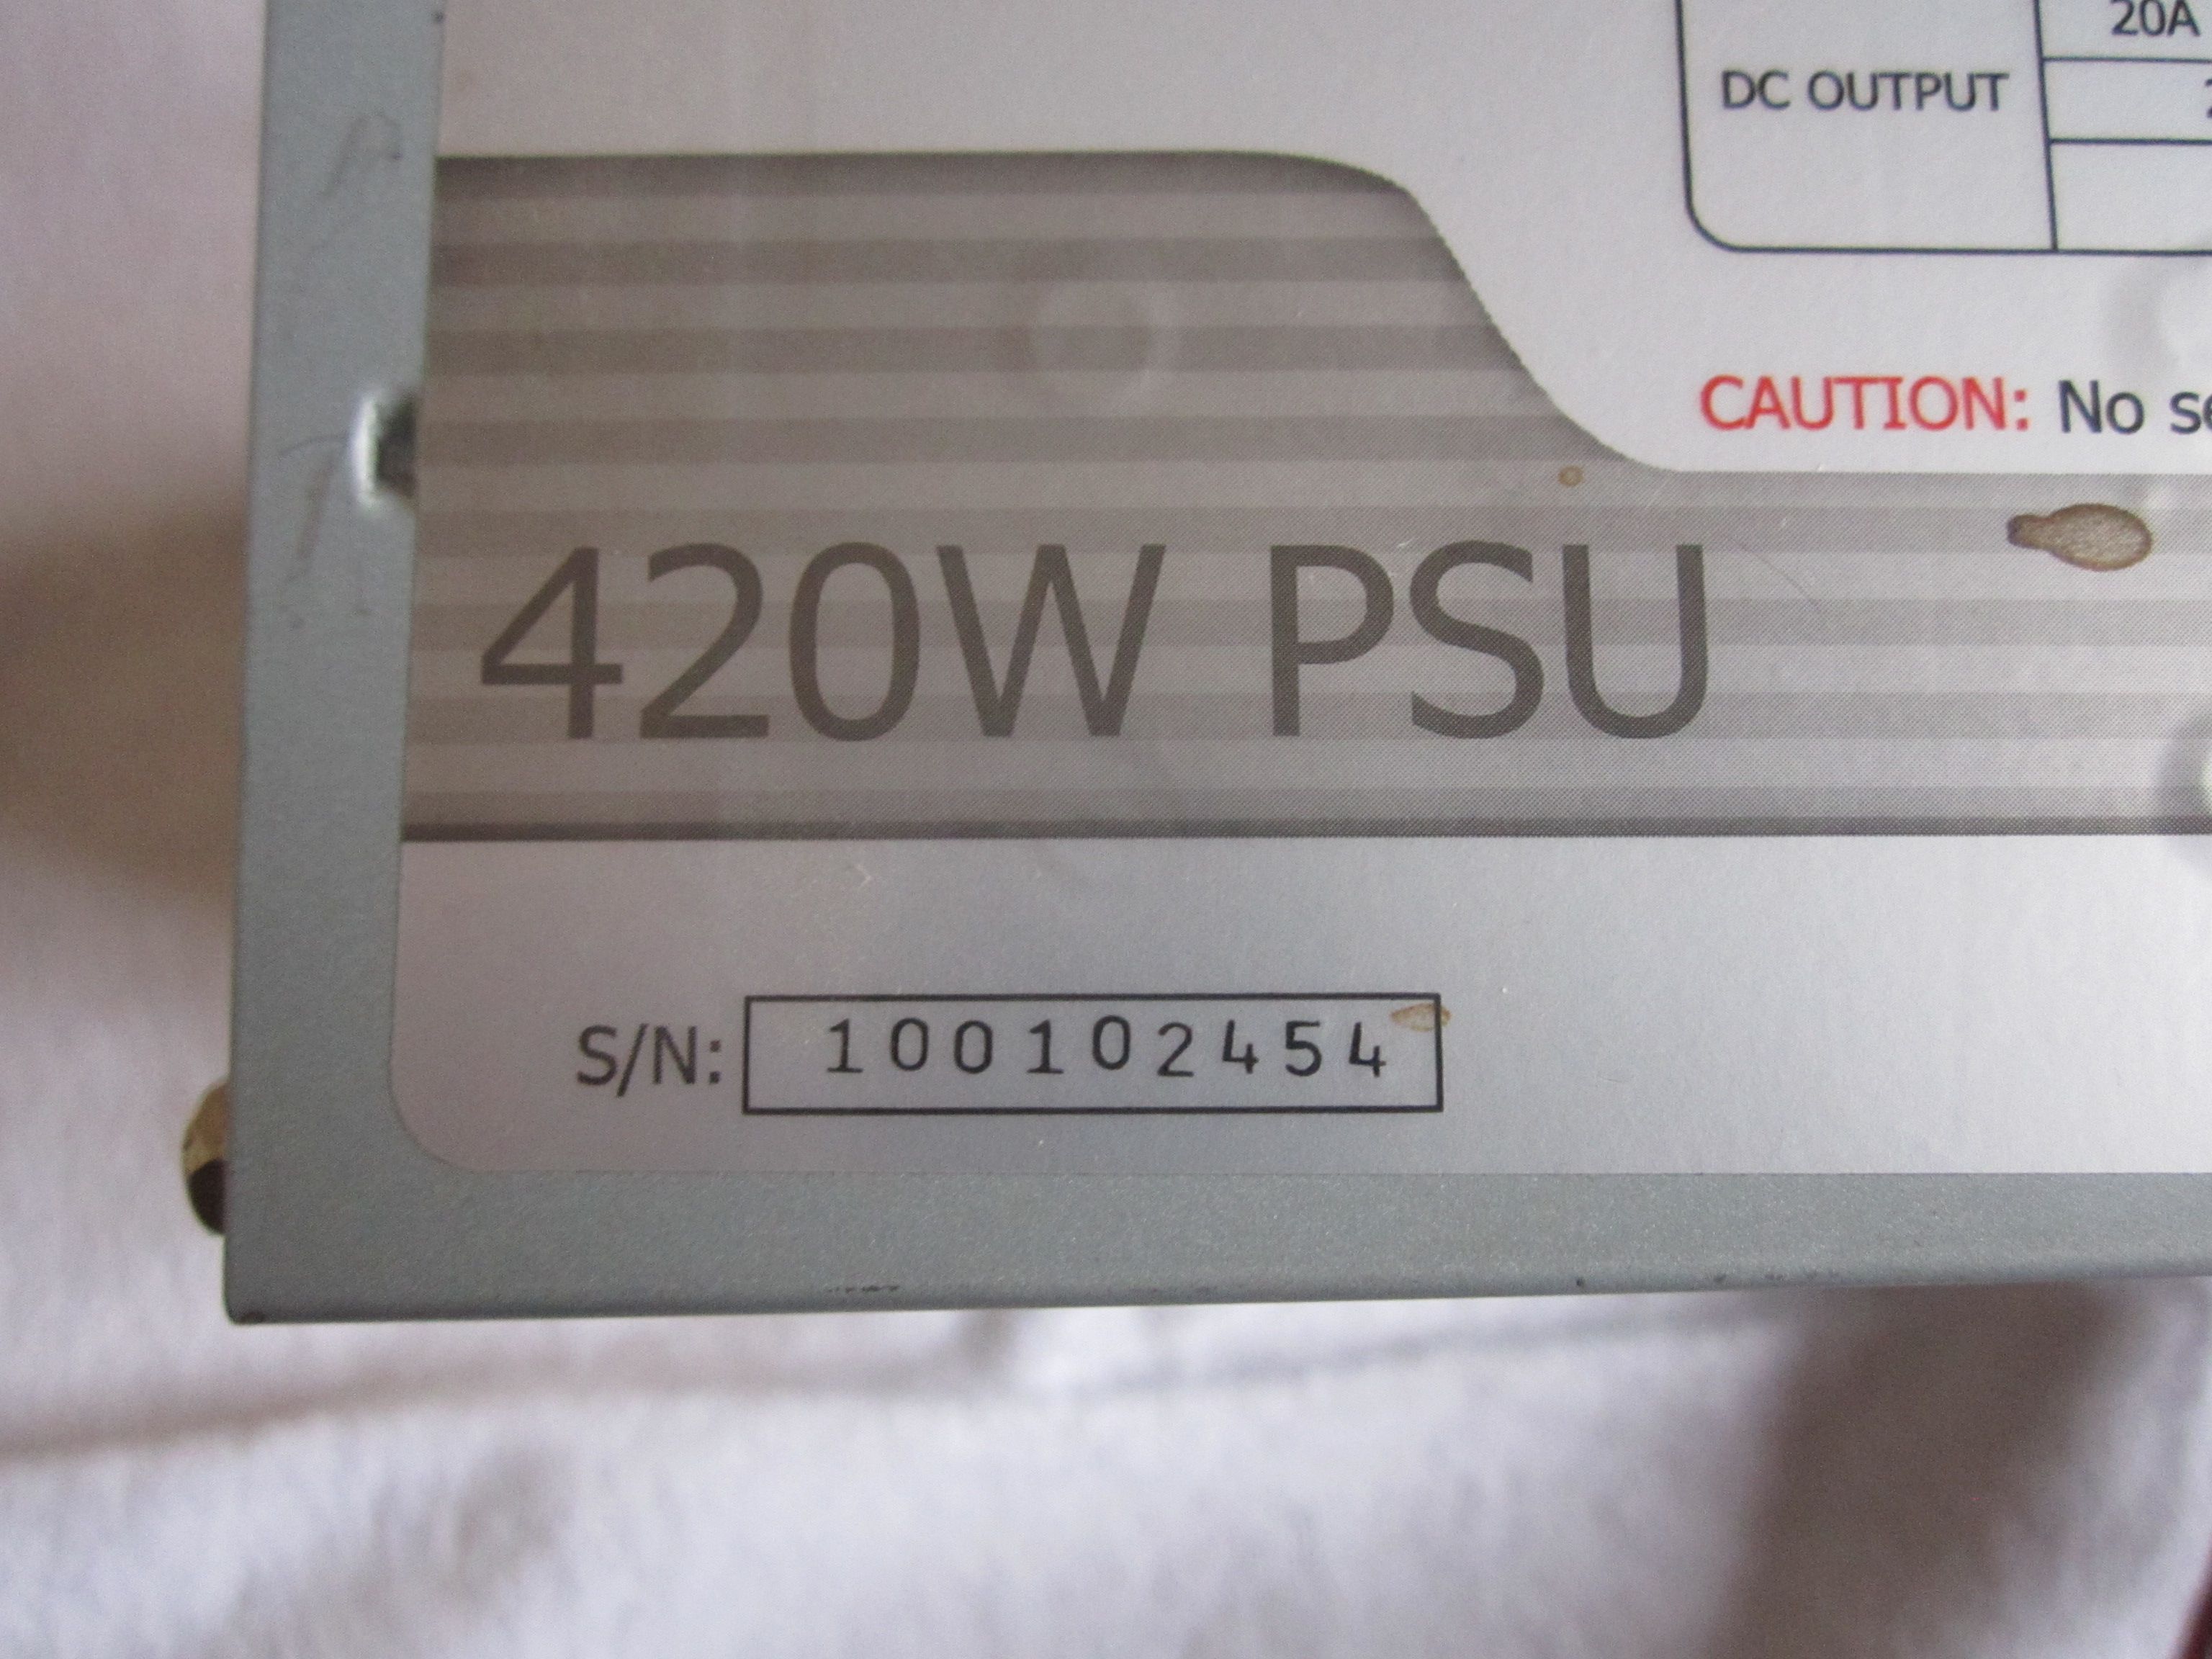 20A
DC OUTPUT
CAUTION: No
420W PSU
S/N: 100102454